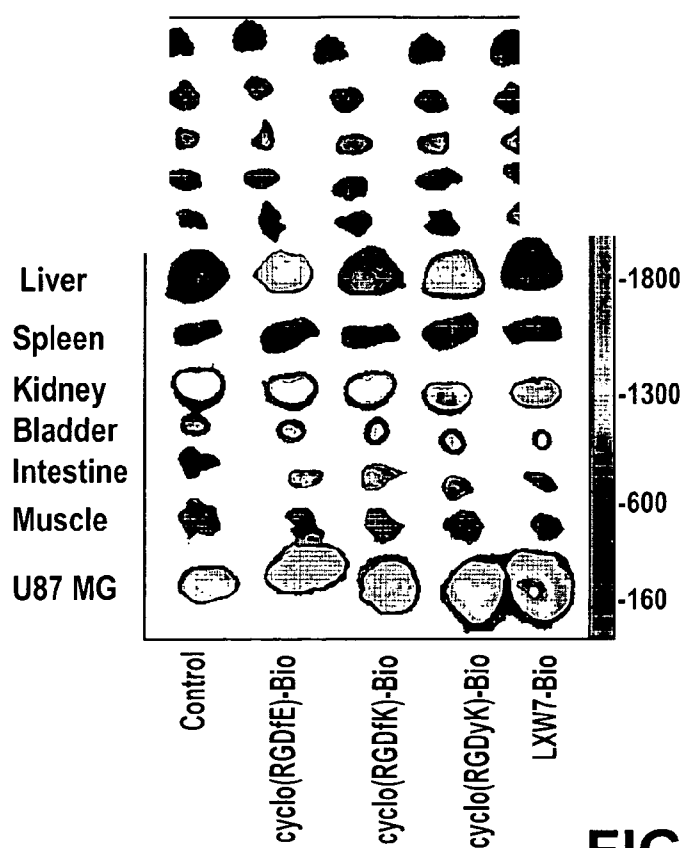 Liver
Spleen
Kidney
Bladder
Intestine
Muscle
U87 MG
-1800
-1300
-600
-160
Control
cyclo(RGDfE)-Bio
cyclo(RGDfK)-Bio
cyclo(RGDyK)-Bio
LXW7-Bio
FIG